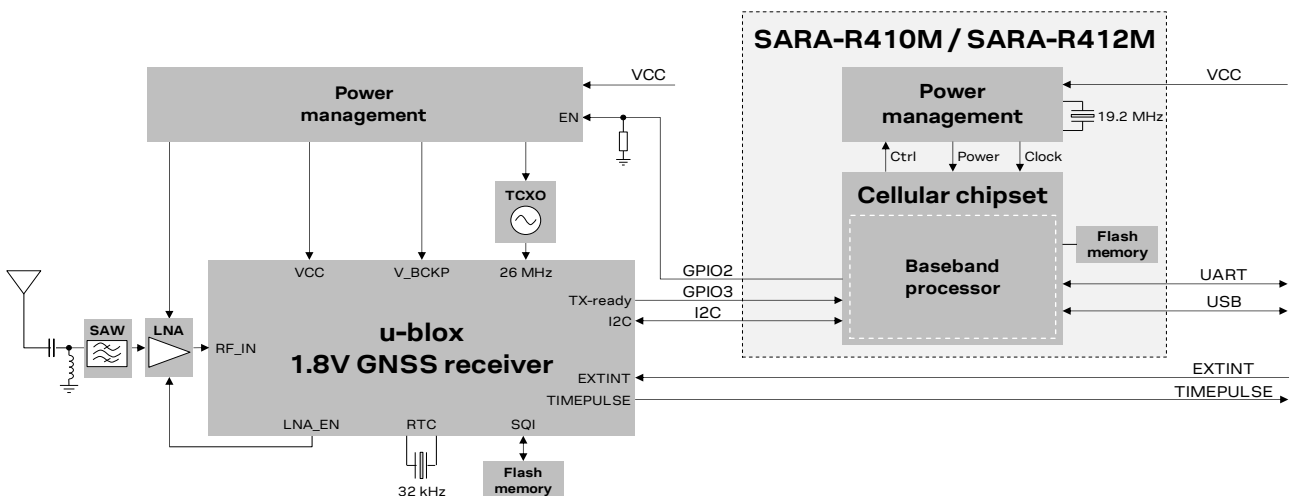 SARA-R410M / SARA-R412M
VCC
VCC
Power
management
EN
Power
management
19.2 MHz
Ctrl
Power
Clock
TCXO
Cellular chipset
Flash
memory
Baseband
processor
VCC
V_BCKP
26 MHz
GPIO2
TX-ready
GPIO3
I2C
I2C
UART
USB
SAW
LNA
RF_IN
u-blox
1.8V GNSS receiver
EXTINT
EXTINT
TIMEPULSE
TIMEPULSE
LNA_EN
RTC
SQI
32 kHz
Flash
memory